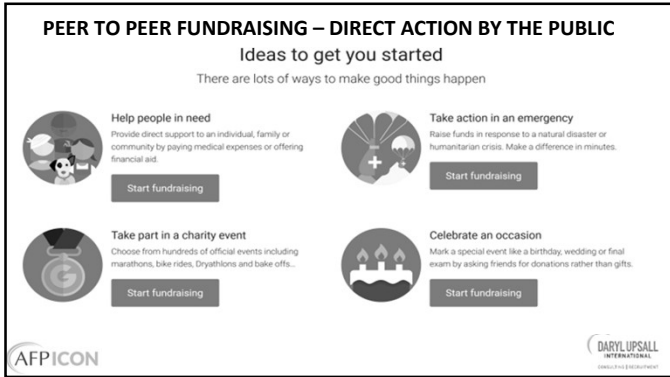 PEER TO PEER FUNDRAISING – DIRECT ACTION BY THE PUBLIC
Ideas to get you started
There are lots of ways to make good things happen
Help people in need
Provide direct support to an individual, family or
community by paying medical expenses or offering
financial aid.
Start fundraising
Take action in an emergency
Raise funds in response to a natural disaster or
humanitarian crisis. Make a difference in minutes.
Start fundraising
Take part in a charity event
Choose from hundreds of official events including
marathons, bike rides, Dryathlons and bake offs...
Start fundraising
Celebrate an occasion
Mark a special event like a birthday, wedding or final
exam by asking friends for donations rather than gifts.
Start fundraising
G
AFPICON
DARYL UPSALL
INTERNATIONAL
CONSULTING | RECRUITMENT